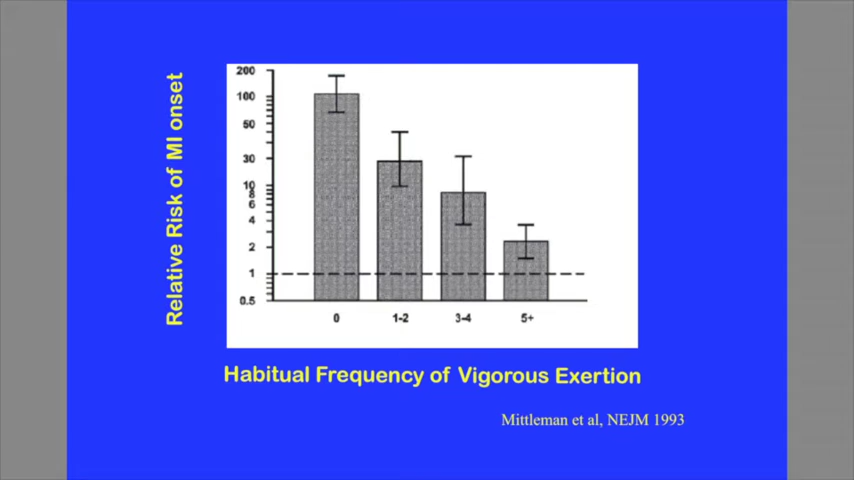 Relative Risk of MI onset
200
100
50
30
10
8
6
4
2
1
0.5
0 1-2 3-4 5+
Habitual Frequency of Vigorous Exertion
Mittleman et al, NEJM 1993